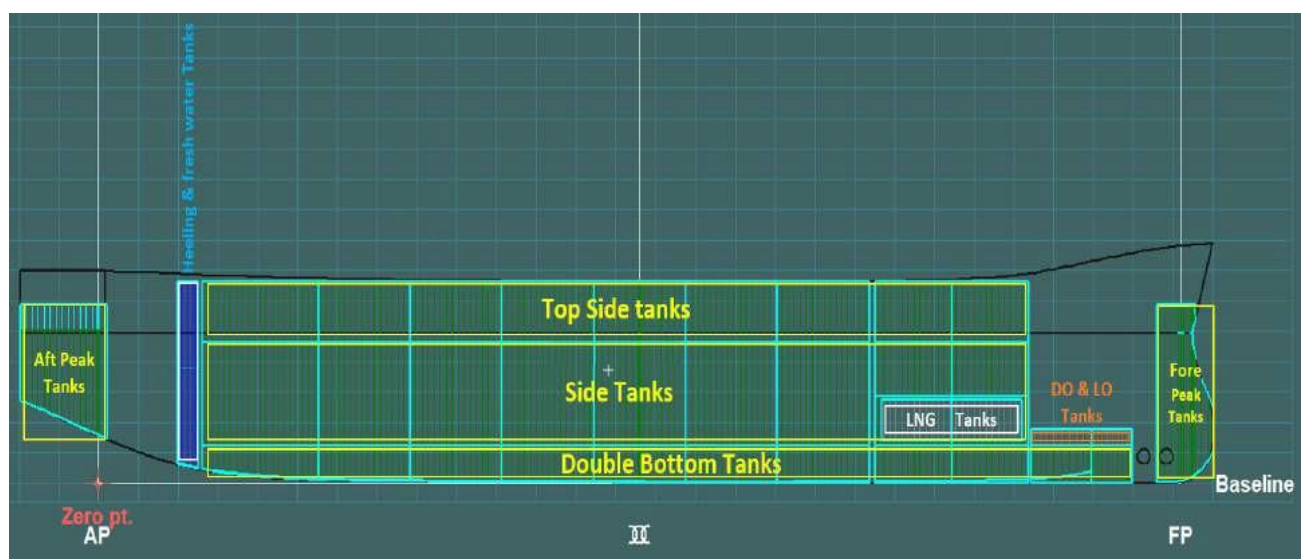 Heeling & fresh water Tanks
Top Side tanks
Aft Peak
Tanks
Side Tanks
DO & LO
Tanks
Fore
Peak
Tanks
LNG Tanks
Double Bottom Tanks
Baseline
Zero pt.
AP
FP